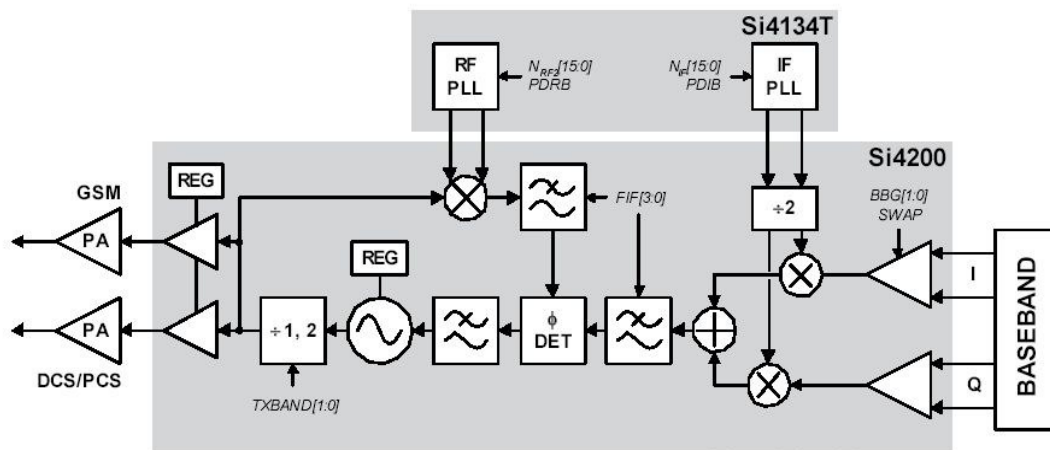 Si4134T
RF
PLL
N_RF2[15:0]
PDRB
N_IF[15:0]
PDIB
IF
PLL
Si4200
GSM
REG
FIF[3:0]
÷2
BBG[1:0]
SWAP
PA
REG
I
PA
÷1, 2
ϕ
DET
Q
BASEBAND
DCS/PCS
TXBAND[1:0]